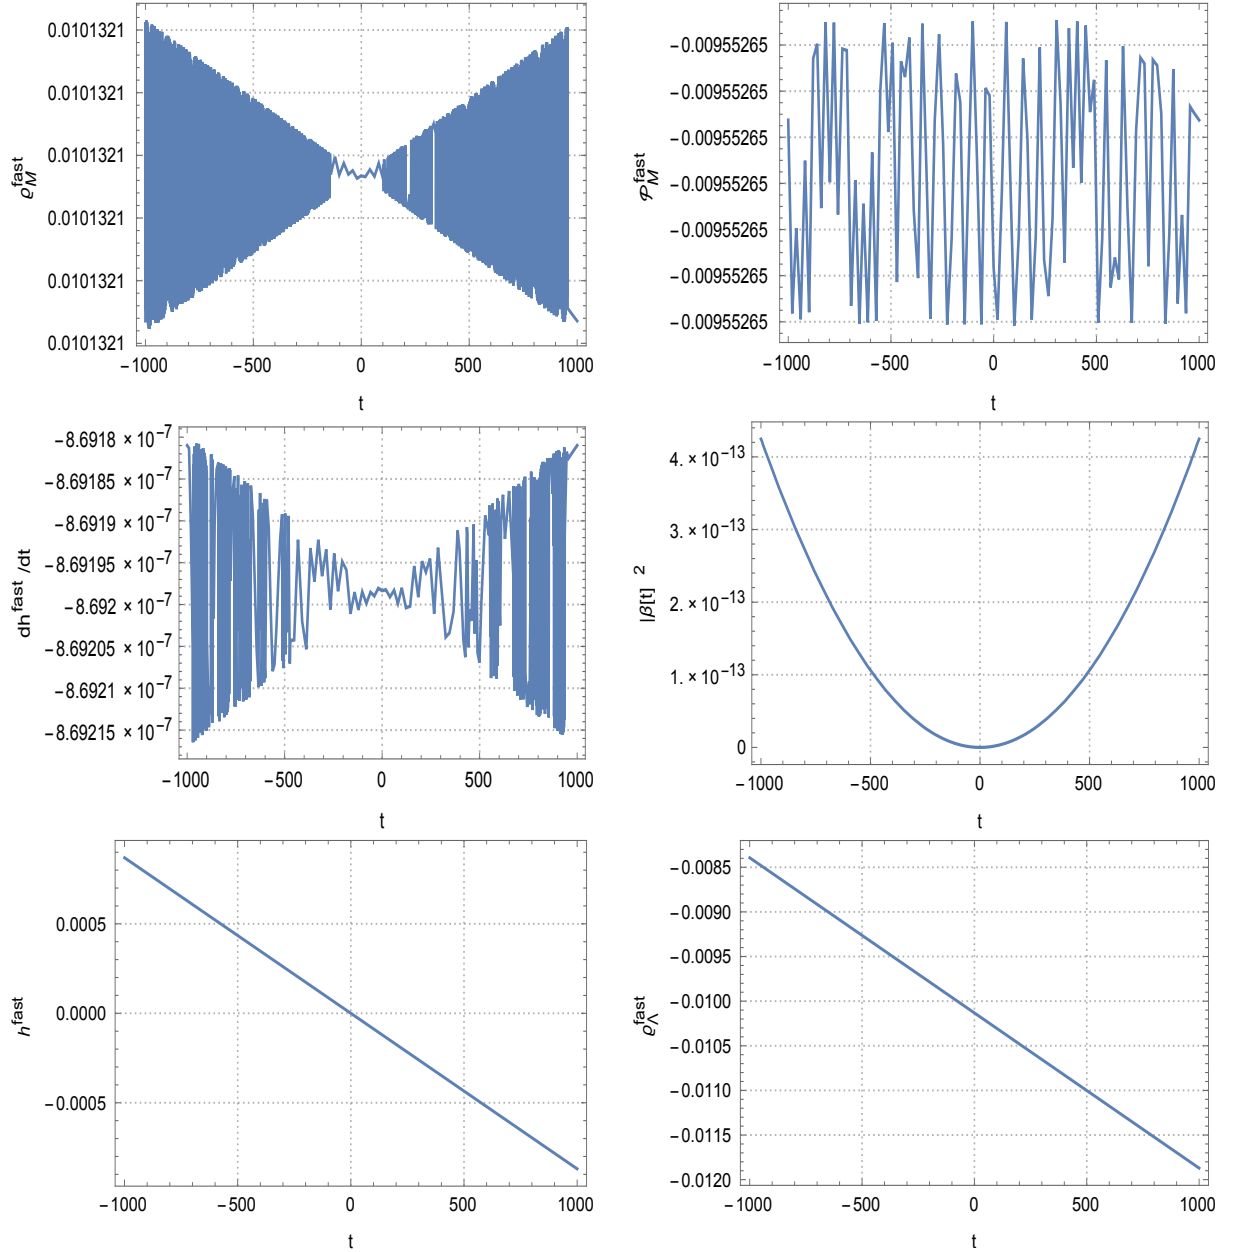 0.0101321
0.0101321
0.0101321
0.0101321
0.0101321
0.0101321
ϱ_M^fast
−1000 −500 0 500 1000
t
−0.00955265
−0.00955265
−0.00955265
−0.00955265
−0.00955265
−0.00955265
−0.00955265
𝒫_M^fast
−1000 −500 0 500 1000
t
−8.6918 × 10^−7
−8.69185 × 10^−7
−8.6919 × 10^−7
−8.69195 × 10^−7
−8.692 × 10^−7
−8.69205 × 10^−7
−8.6921 × 10^−7
−8.69215 × 10^−7
dh^fast/dt
−1000 −500 0 500 1000
t
4. × 10^−13
3. × 10^−13
2. × 10^−13
1. × 10^−13
0
|β[t]|^2
−1000 −500 0 500 1000
t
0.0005
0.0000
−0.0005
h^fast
−1000 −500 0 500 1000
t
−0.0085
−0.0090
−0.0095
−0.0100
−0.0105
−0.0110
−0.0115
−0.0120
ϱ_Λ^fast
−1000 −500 0 500 1000
t